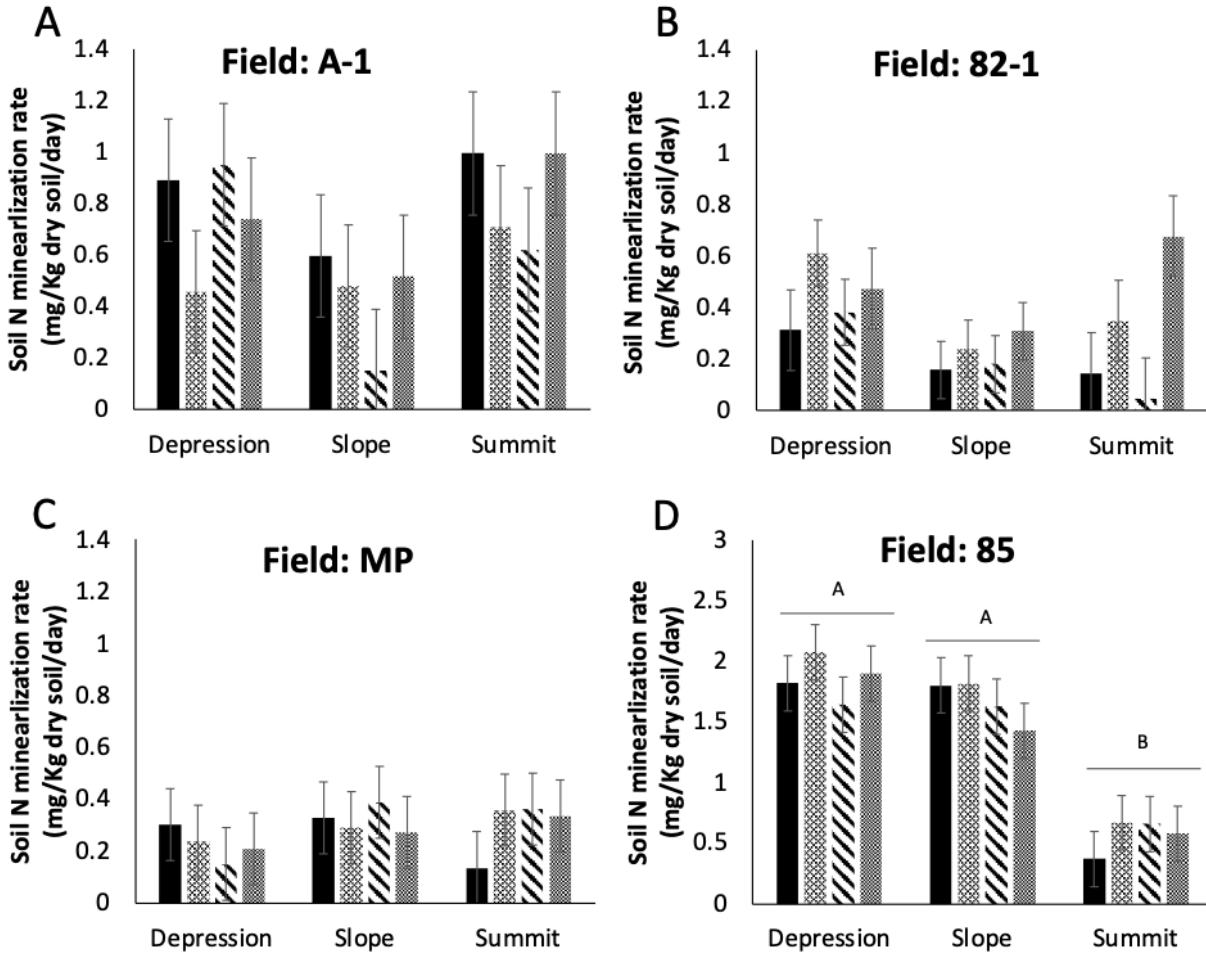 A
Field: A-1
Soil N minearlization rate
(mg/Kg dry soil/day)
1.4
1.2
1
0.8
0.6
0.4
0.2
0
Depression
Slope
Summit
B
Field: 82-1
Soil N minearlization rate
(mg/Kg dry soil/day)
1.4
1.2
1
0.8
0.6
0.4
0.2
0
Depression
Slope
Summit
C
Field: MP
Soil N minearlization rate
(mg/Kg dry soil/day)
1.4
1.2
1
0.8
0.6
0.4
0.2
0
Depression
Slope
Summit
D
Field: 85
Soil N minearlization rate
(mg/Kg dry soil/day)
3
2.5
2
1.5
1
0.5
0
A
A
B
Depression
Slope
Summit